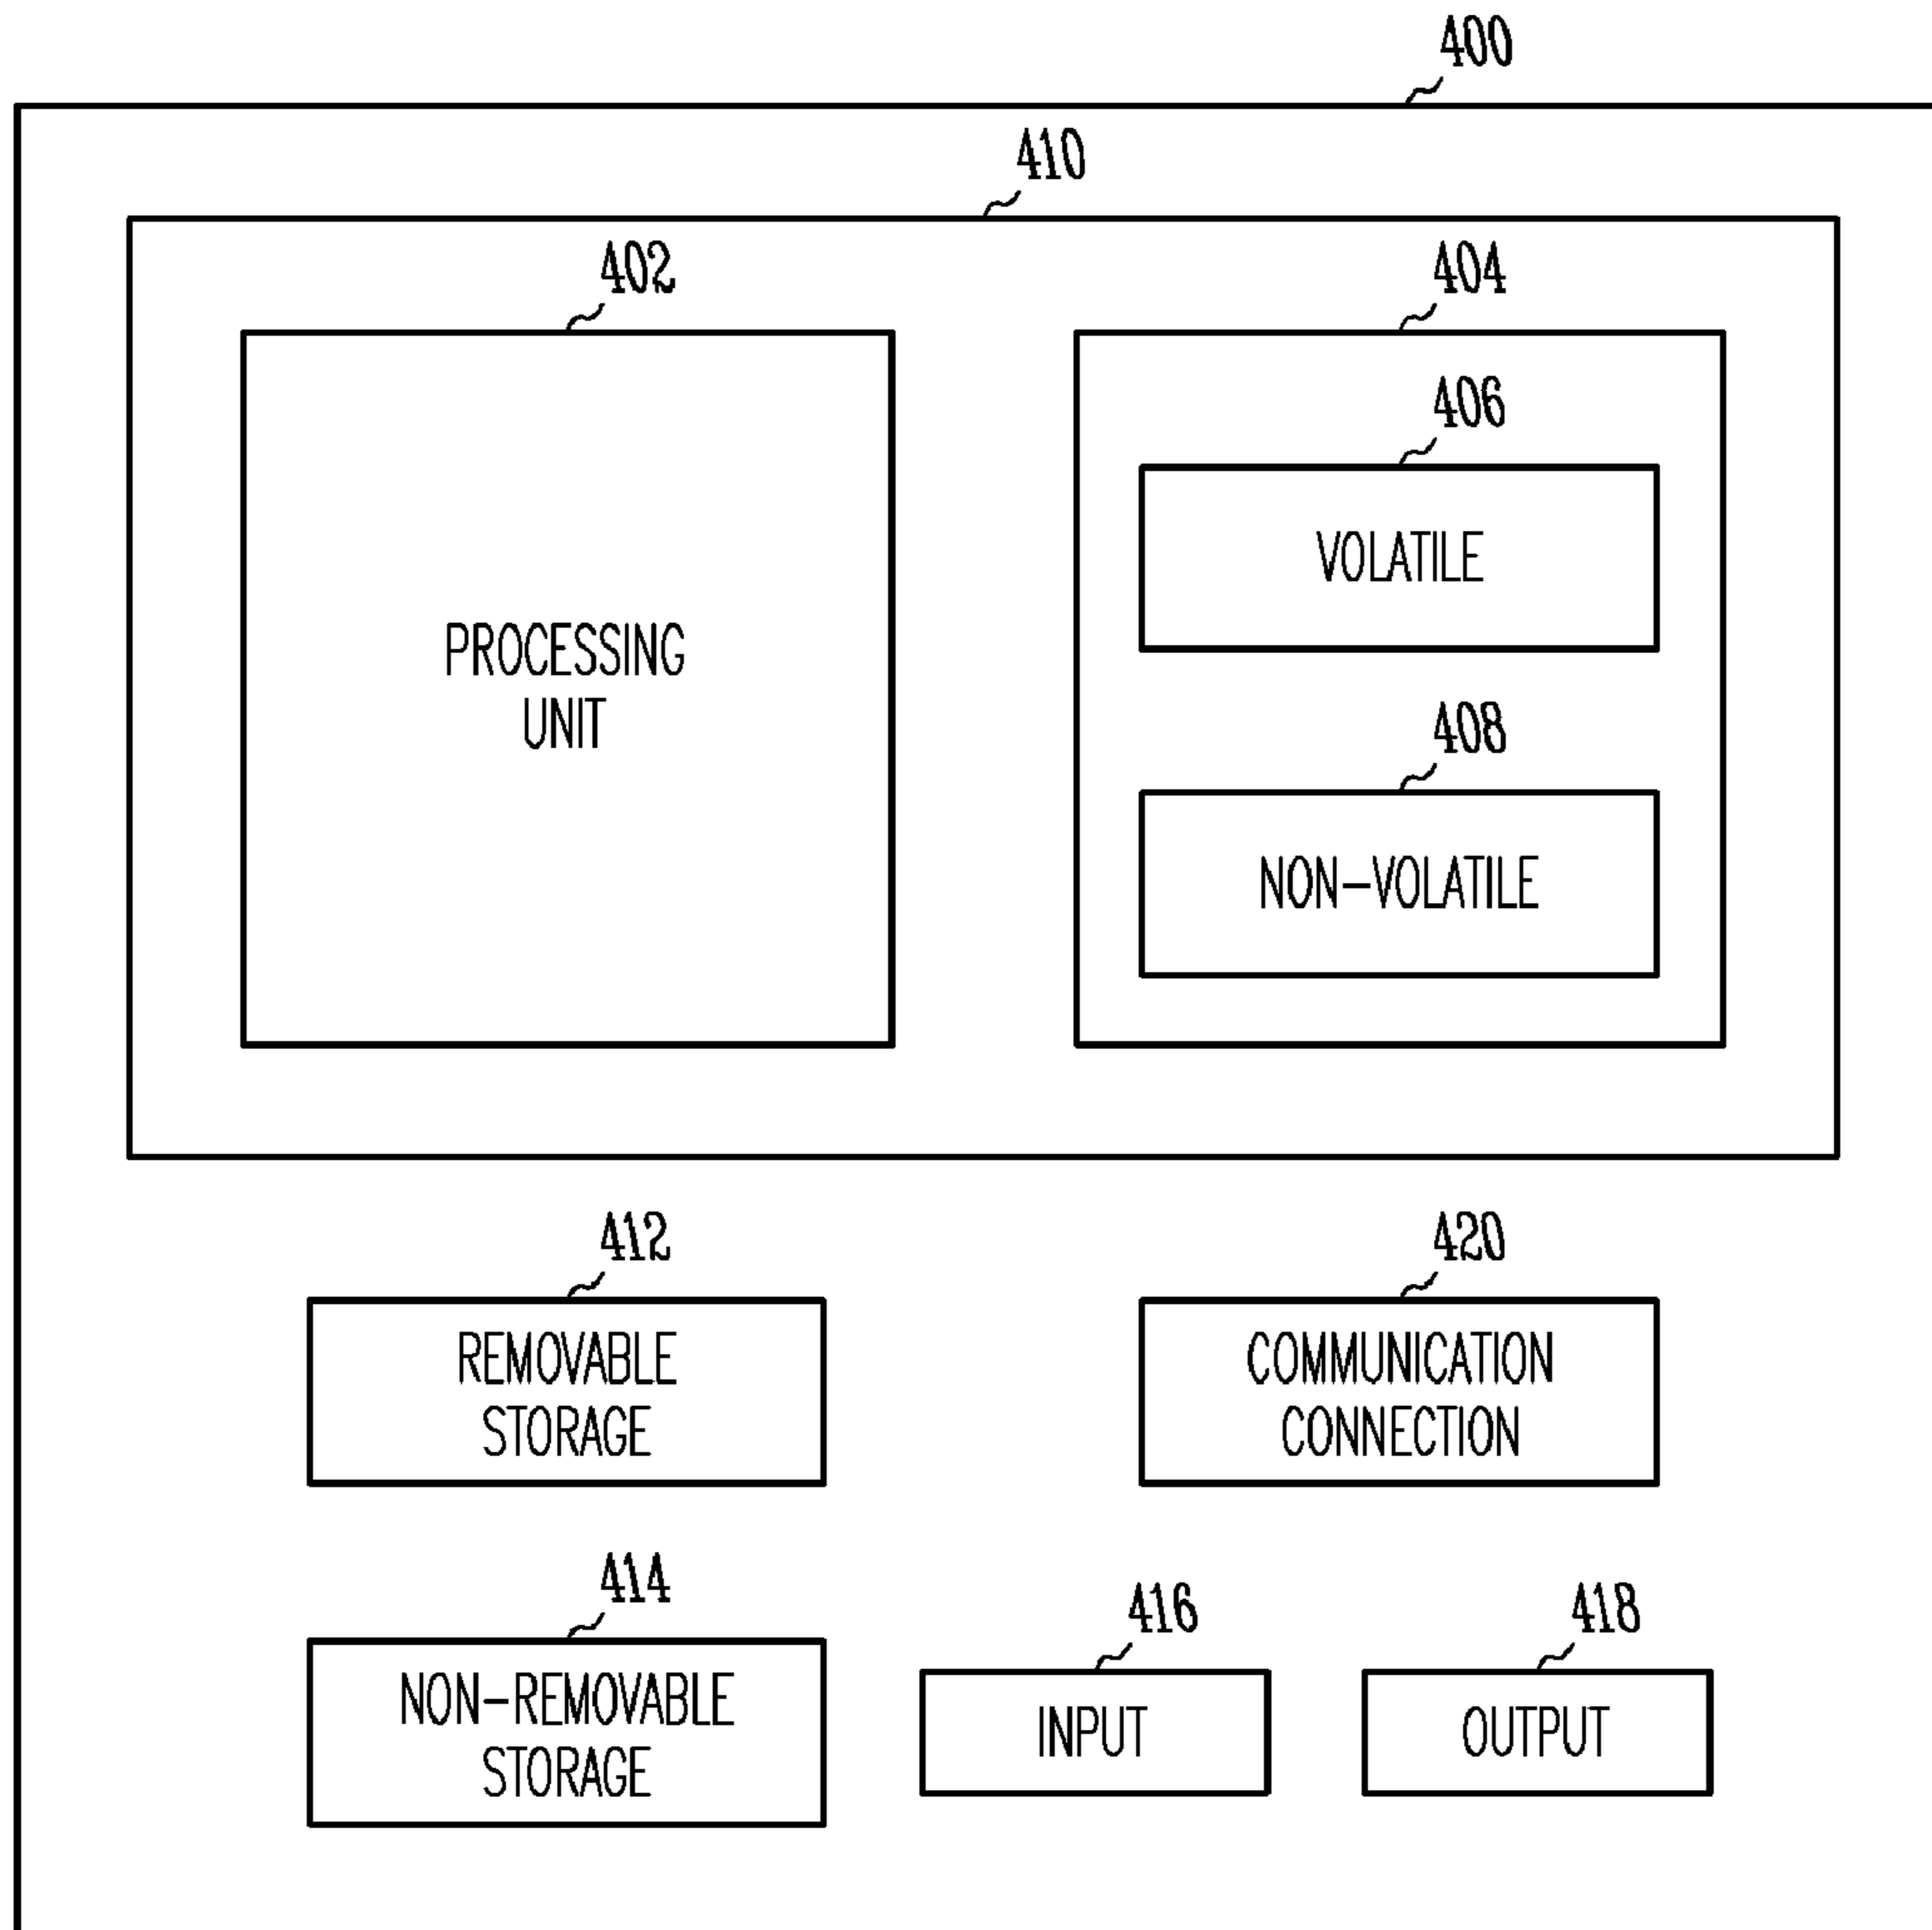 400
410
402
404
406
VOLATILE
PROCESSING
UNIT
408
NON-VOLATILE
412
420
REMOVABLE
STORAGE
COMMUNICATION
CONNECTION
414
416
418
NON-REMOVABLE
STORAGE
INPUT
OUTPUT